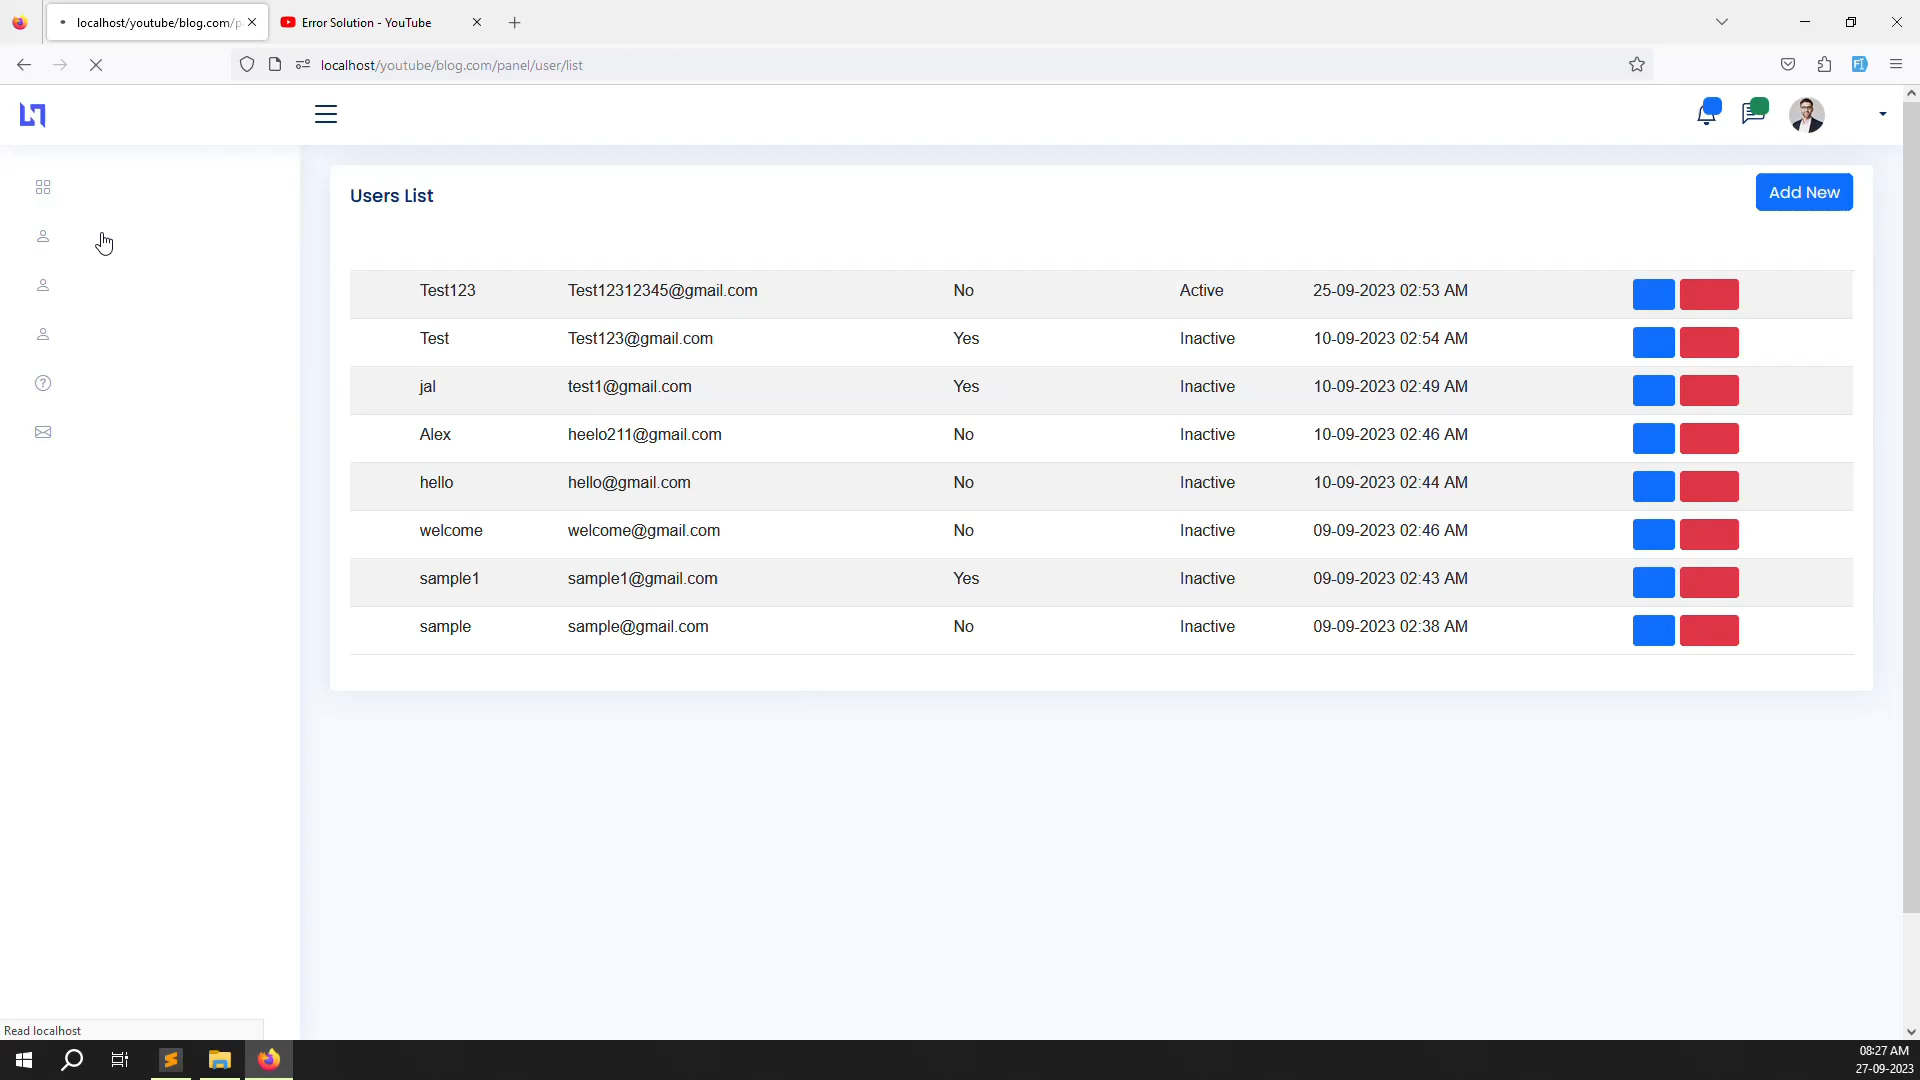 localhost/youtube/blog.com/p
Error Solution - YouTube
localhost/youtube/blog.com/panel/user/list
Users List
Add New
Test123 Test12312345@gmail.com No Active 25-09-2023 02:53 AM
Test Test123@gmail.com Yes Inactive 10-09-2023 02:54 AM
jal test1@gmail.com Yes Inactive 10-09-2023 02:49 AM
Alex heelo211@gmail.com No Inactive 10-09-2023 02:46 AM
hello hello@gmail.com No Inactive 10-09-2023 02:44 AM
welcome welcome@gmail.com No Inactive 09-09-2023 02:46 AM
sample1 sample1@gmail.com Yes Inactive 09-09-2023 02:43 AM
sample sample@gmail.com No Inactive 09-09-2023 02:38 AM
Read localhost
08:27 AM
27-09-2023